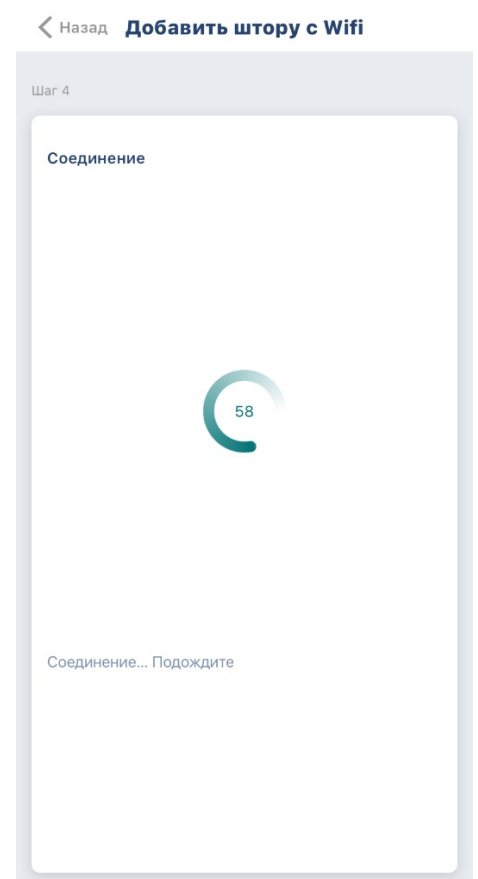 Назад Добавить штору с Wifi
Шаг 4
Соединение
58
Соединение... Подождите